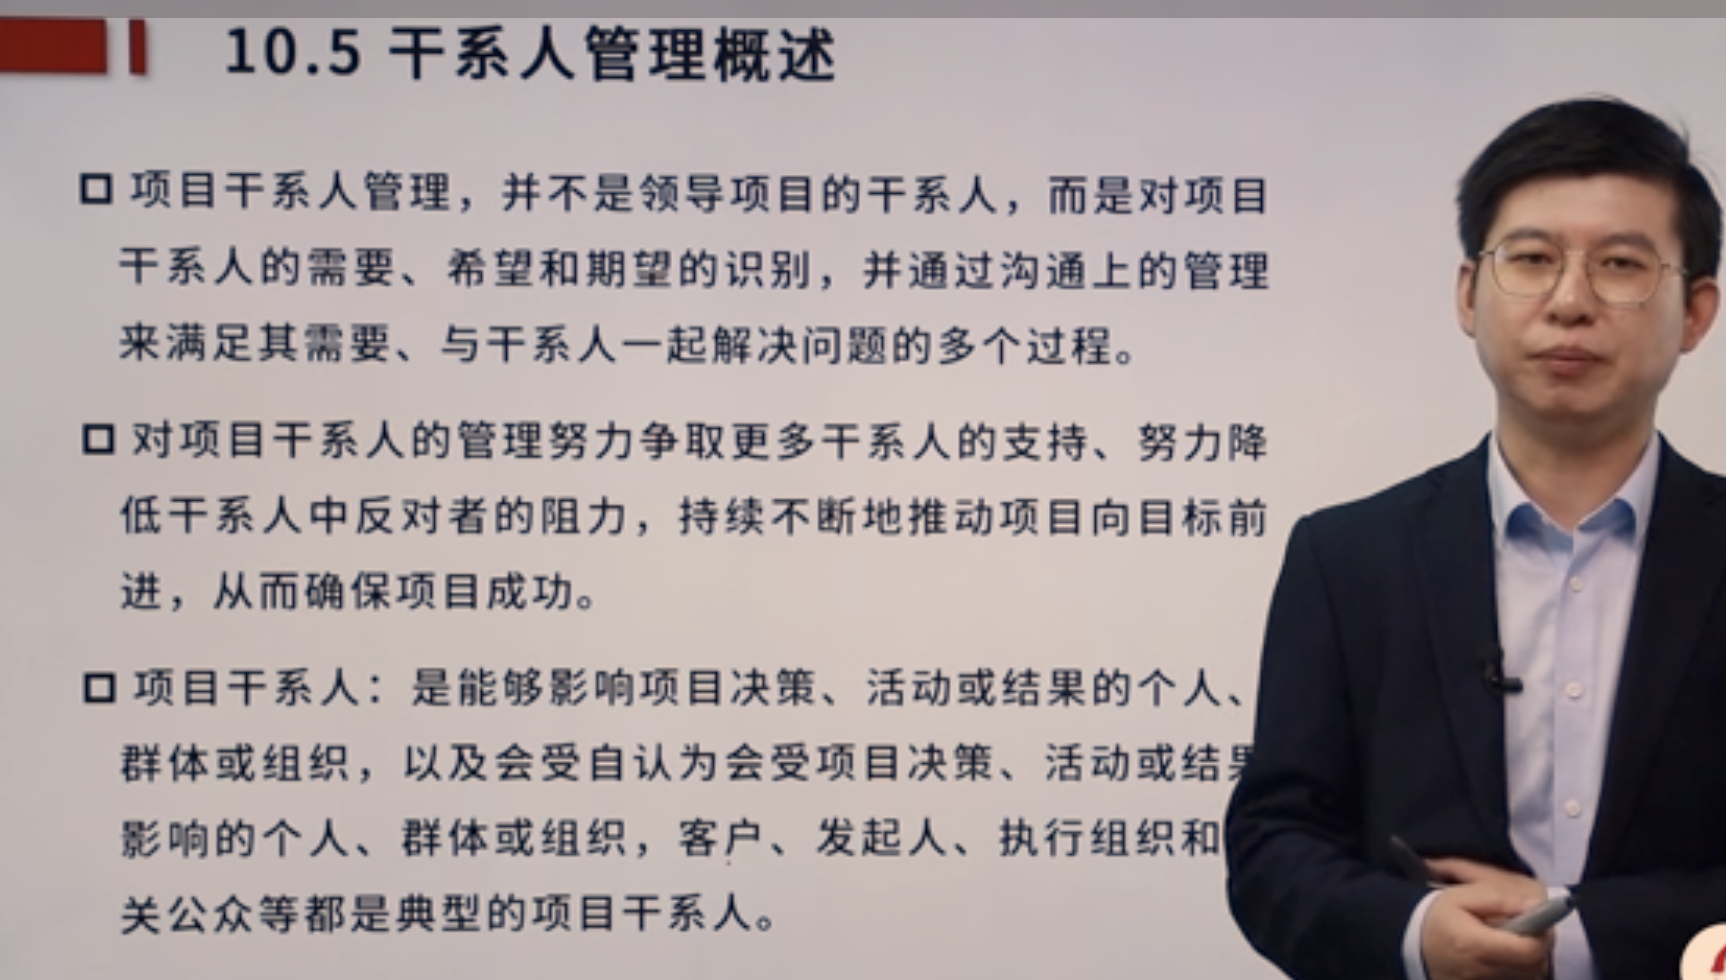 10.5 干系人管理概述
项目干系人管理，并不是领导项目的干系人，而是对项目
干系人的需要、希望和期望的识别，并通过沟通上的管理
来满足其需要、与干系人一起解决问题的多个过程。
对项目干系人的管理努力争取更多干系人的支持、努力降
低干系人中反对者的阻力，持续不断地推动项目向目标前
进，从而确保项目成功。
项目干系人：是能够影响项目决策、活动或结果的个人、
群体或组织，以及会受自认为会受项目决策、活动或结果
影响的个人、群体或组织，客户、发起人、执行组织和
关公众等都是典型的项目干系人。